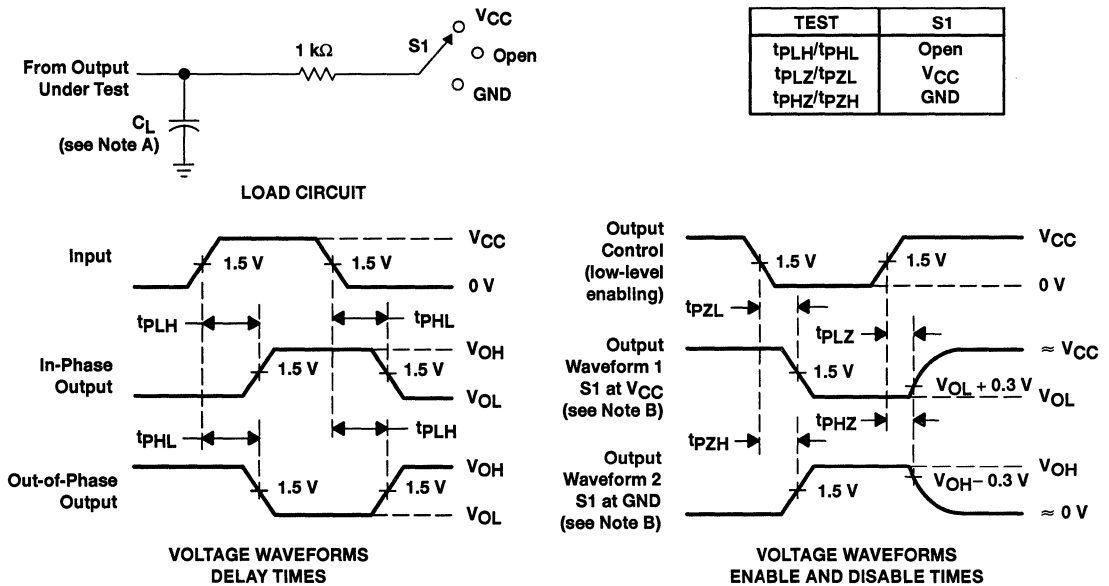 VCC
S1
Open
GND
1 kΩ
From Output
Under Test
CL
(see Note A)
LOAD CIRCUIT
TEST S1
tPLH/tPHL Open
tPLZ/tPZL VCC
tPHZ/tPZH GND
Input
1.5 V
1.5 V
VCC
0 V
tPLH
tPHL
In-Phase
Output
1.5 V
1.5 V
VOH
VOL
tPHL
tPLH
Out-of-Phase
Output
1.5 V
1.5 V
VOH
VOL
VOLTAGE WAVEFORMS
DELAY TIMES
Output
Control
(low-level
enabling)
1.5 V
1.5 V
VCC
0 V
tPZL
tPLZ
Output
Waveform 1
S1 at VCC
(see Note B)
1.5 V
VOL + 0.3 V
≈ VCC
VOL
tPZH
tPHZ
Output
Waveform 2
S1 at GND
(see Note B)
1.5 V
VOH – 0.3 V
VOH
≈ 0 V
VOLTAGE WAVEFORMS
ENABLE AND DISABLE TIMES